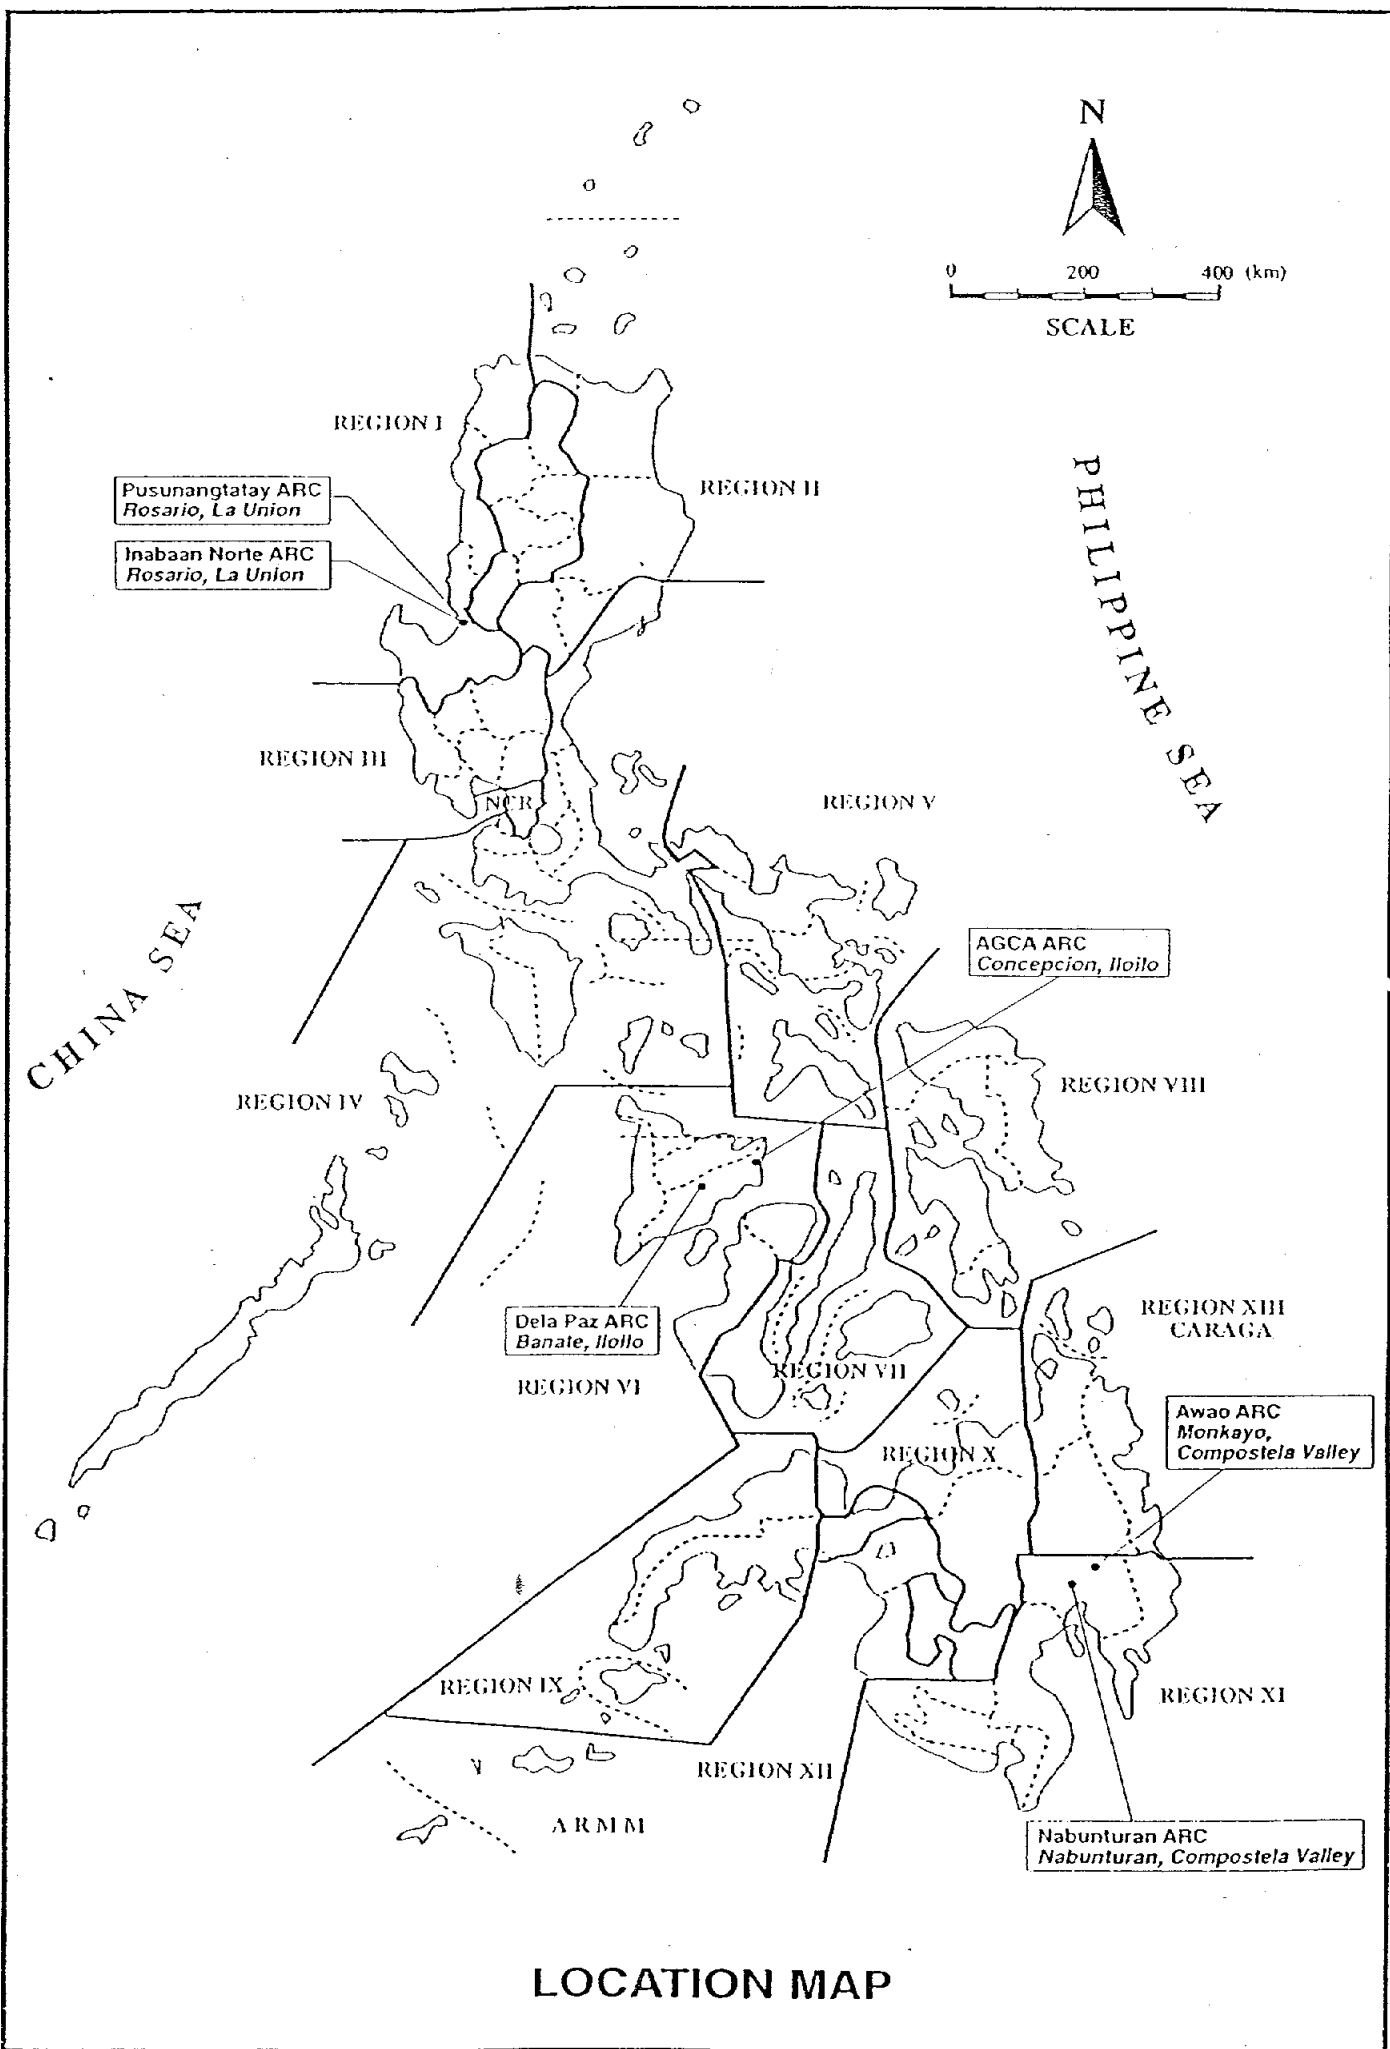 N
0 200 400 (km)
SCALE
REGION I
Pusunangtatay ARC
Rosario, La Union
REGION II
Inabaan Norte ARC
Rosario, La Union
PHILIPPINE SEA
REGION III
NCR
REGION V
CHINA SEA
AGCA ARC
Concepcion, Iloilo
REGION IV
REGION VIII
Dela Paz ARC
Banate, Iloilo
REGION XIII
CARAGA
REGION VII
REGION VI
Awao ARC
Monkayo,
Compostela Valley
REGION X
REGION IX
REGION XI
REGION XII
ARMM
Nabunturan ARC
Nabunturan, Compostela Valley
LOCATION MAP